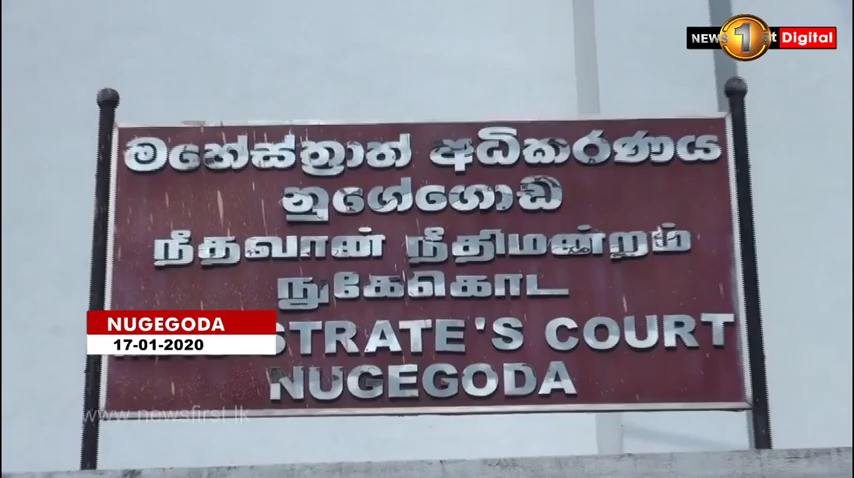 NEWS 1st Digital
මහේස්ත්‍රාත් අධිකරණය
නුගේගොඩ
நீதவான் நீதிமன்றம்
நுகேகொட
STRATE'S COURT
NUGEGODA
NUGEGODA
17-01-2020
www.newsfirst.lk